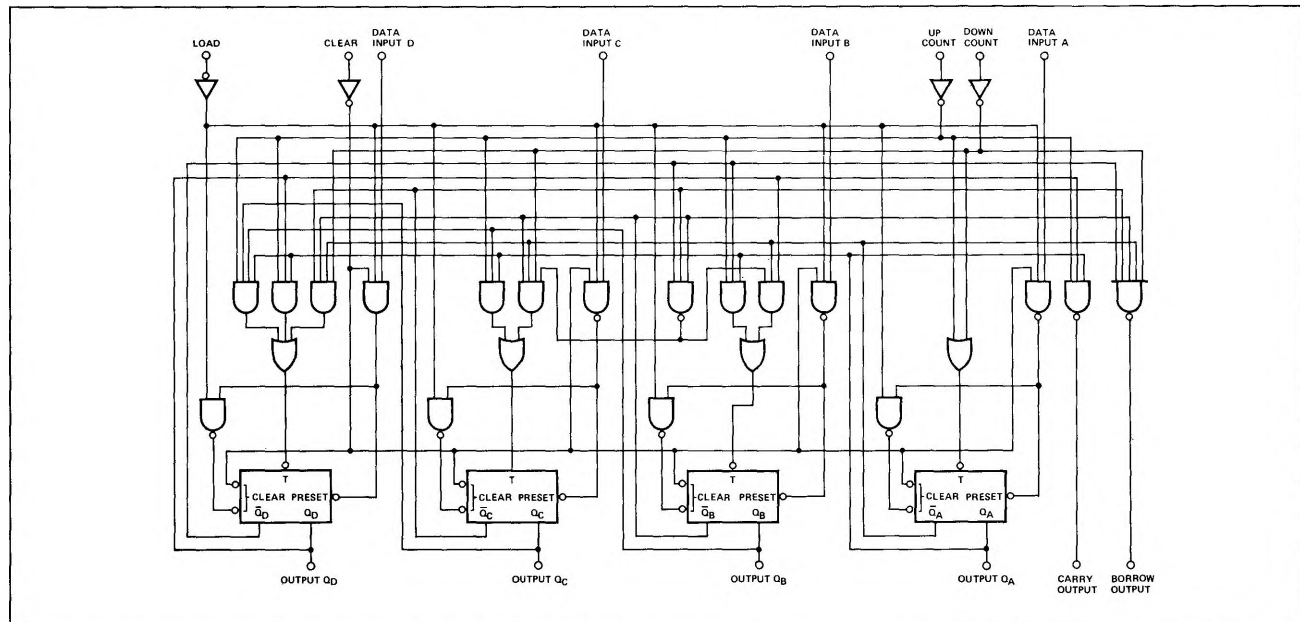 LOAD
CLEAR
DATA
INPUT D
DATA
INPUT C
DATA
INPUT B
UP
COUNT
DOWN
COUNT
DATA
INPUT A
T
CLEAR PRESET
Q̅D QD
T
CLEAR PRESET
Q̅C QC
T
CLEAR PRESET
Q̅B QB
T
CLEAR PRESET
Q̅A QA
OUTPUT QD
OUTPUT QC
OUTPUT QB
OUTPUT QA
CARRY
OUTPUT
BORROW
OUTPUT